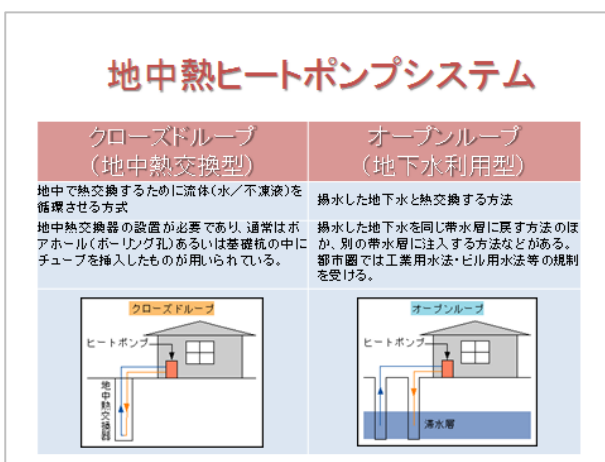 地中熱ヒートポンプシステム
クローズドループ
（地中熱交換型）
オープンループ
（地下水利用型）
地中で熱交換するために流体（水／不凍液）を
循環させる方式
揚水した地下水と熱交換する方法
地中熱交換器の設置が必要であり、通常はボ
アホール（ボーリング孔）あるいは基礎杭の中に
チューブを挿入したものが用いられている。
揚水した地下水を同じ帯水層に戻す方法のほ
か、別の帯水層に注入する方法などがある。
都市圏では工業用水法・ビル用水法等の規制
を受ける。
クローズドループ
ヒートポンプ
地中熱交換器
オープンループ
ヒートポンプ
滞水層